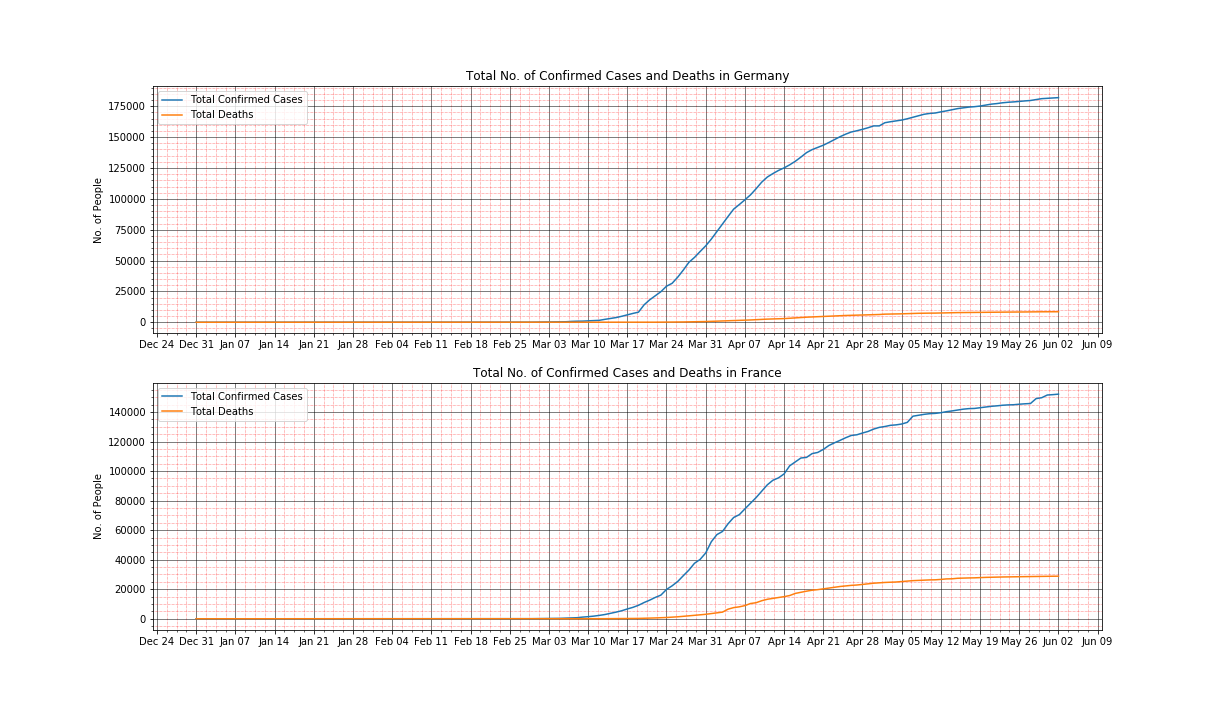 Total No. of Confirmed Cases and Deaths in Germany
Total Confirmed Cases
Total Deaths
No. of People
175000
150000
125000
100000
75000
50000
25000
0
Dec 24 Dec 31 Jan 07 Jan 14 Jan 21 Jan 28 Feb 04 Feb 11 Feb 18 Feb 25 Mar 03 Mar 10 Mar 17 Mar 24 Mar 31 Apr 07 Apr 14 Apr 21 Apr 28 May 05 May 12 May 19 May 26 Jun 02 Jun 09
Total No. of Confirmed Cases and Deaths in France
Total Confirmed Cases
Total Deaths
No. of People
140000
120000
100000
80000
60000
40000
20000
0
Dec 24 Dec 31 Jan 07 Jan 14 Jan 21 Jan 28 Feb 04 Feb 11 Feb 18 Feb 25 Mar 03 Mar 10 Mar 17 Mar 24 Mar 31 Apr 07 Apr 14 Apr 21 Apr 28 May 05 May 12 May 19 May 26 Jun 02 Jun 09